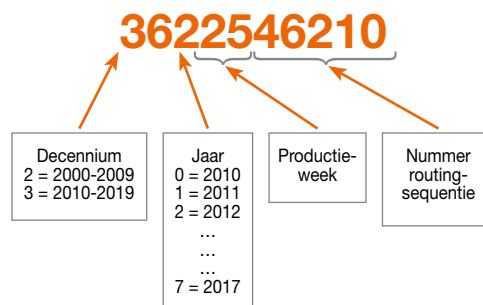 3622546210
Decennium
2 = 2000-2009
3 = 2010-2019
Jaar
0 = 2010
1 = 2011
2 = 2012
...
...
...
7 = 2017
Productie-
week
Nummer
routing-
sequentie